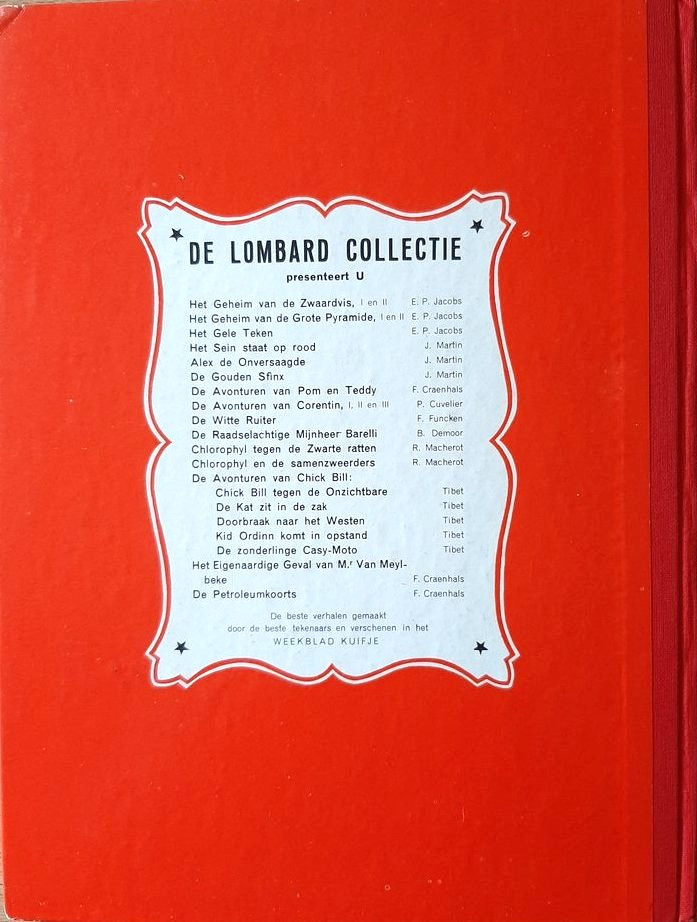 DE LOMBARD COLLECTIE
presenteert U
Het Geheim van de Zwaardvis, I en II E. P. Jacobs
Het Geheim van de Grote Pyramide, I en II E. P. Jacobs
Het Gele Teken E. P. Jacobs
Het Sein staat op rood J. Martin
Alex de Onversaagde J. Martin
De Gouden Sfinx J. Martin
De Avonturen van Pom en Teddy F. Craenhals
De Avonturen van Corentin, I. II en III P. Cuvelier
De Witte Ruiter F. Funcken
De Raadselachtige Mijnheer Barelli B. Demoor
Chlorophyl tegen de Zwarte ratten R. Macherot
Chlorophyl en de samenzweerders R. Macherot
De Avonturen van Chick Bill:
Chick Bill tegen de Onzichtbare Tibet
De Kat zit in de zak Tibet
Doorbraak naar het Westen Tibet
Kid Ordinn komt in opstand Tibet
De zonderlinge Casy-Moto Tibet
Het Eigenaardige Geval van M.r Van Meyl-
beke F. Craenhals
De Petroleumkoorts F. Craenhals
De beste verhalen gemaakt
door de beste tekenaars en verschenen in het
WEEKBLAD KUIFJE